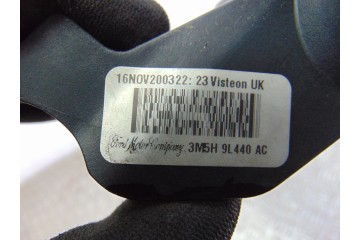 16NOV200322:23 Visteon UK
Ford Motor Company. 3M5H 9L440 AC